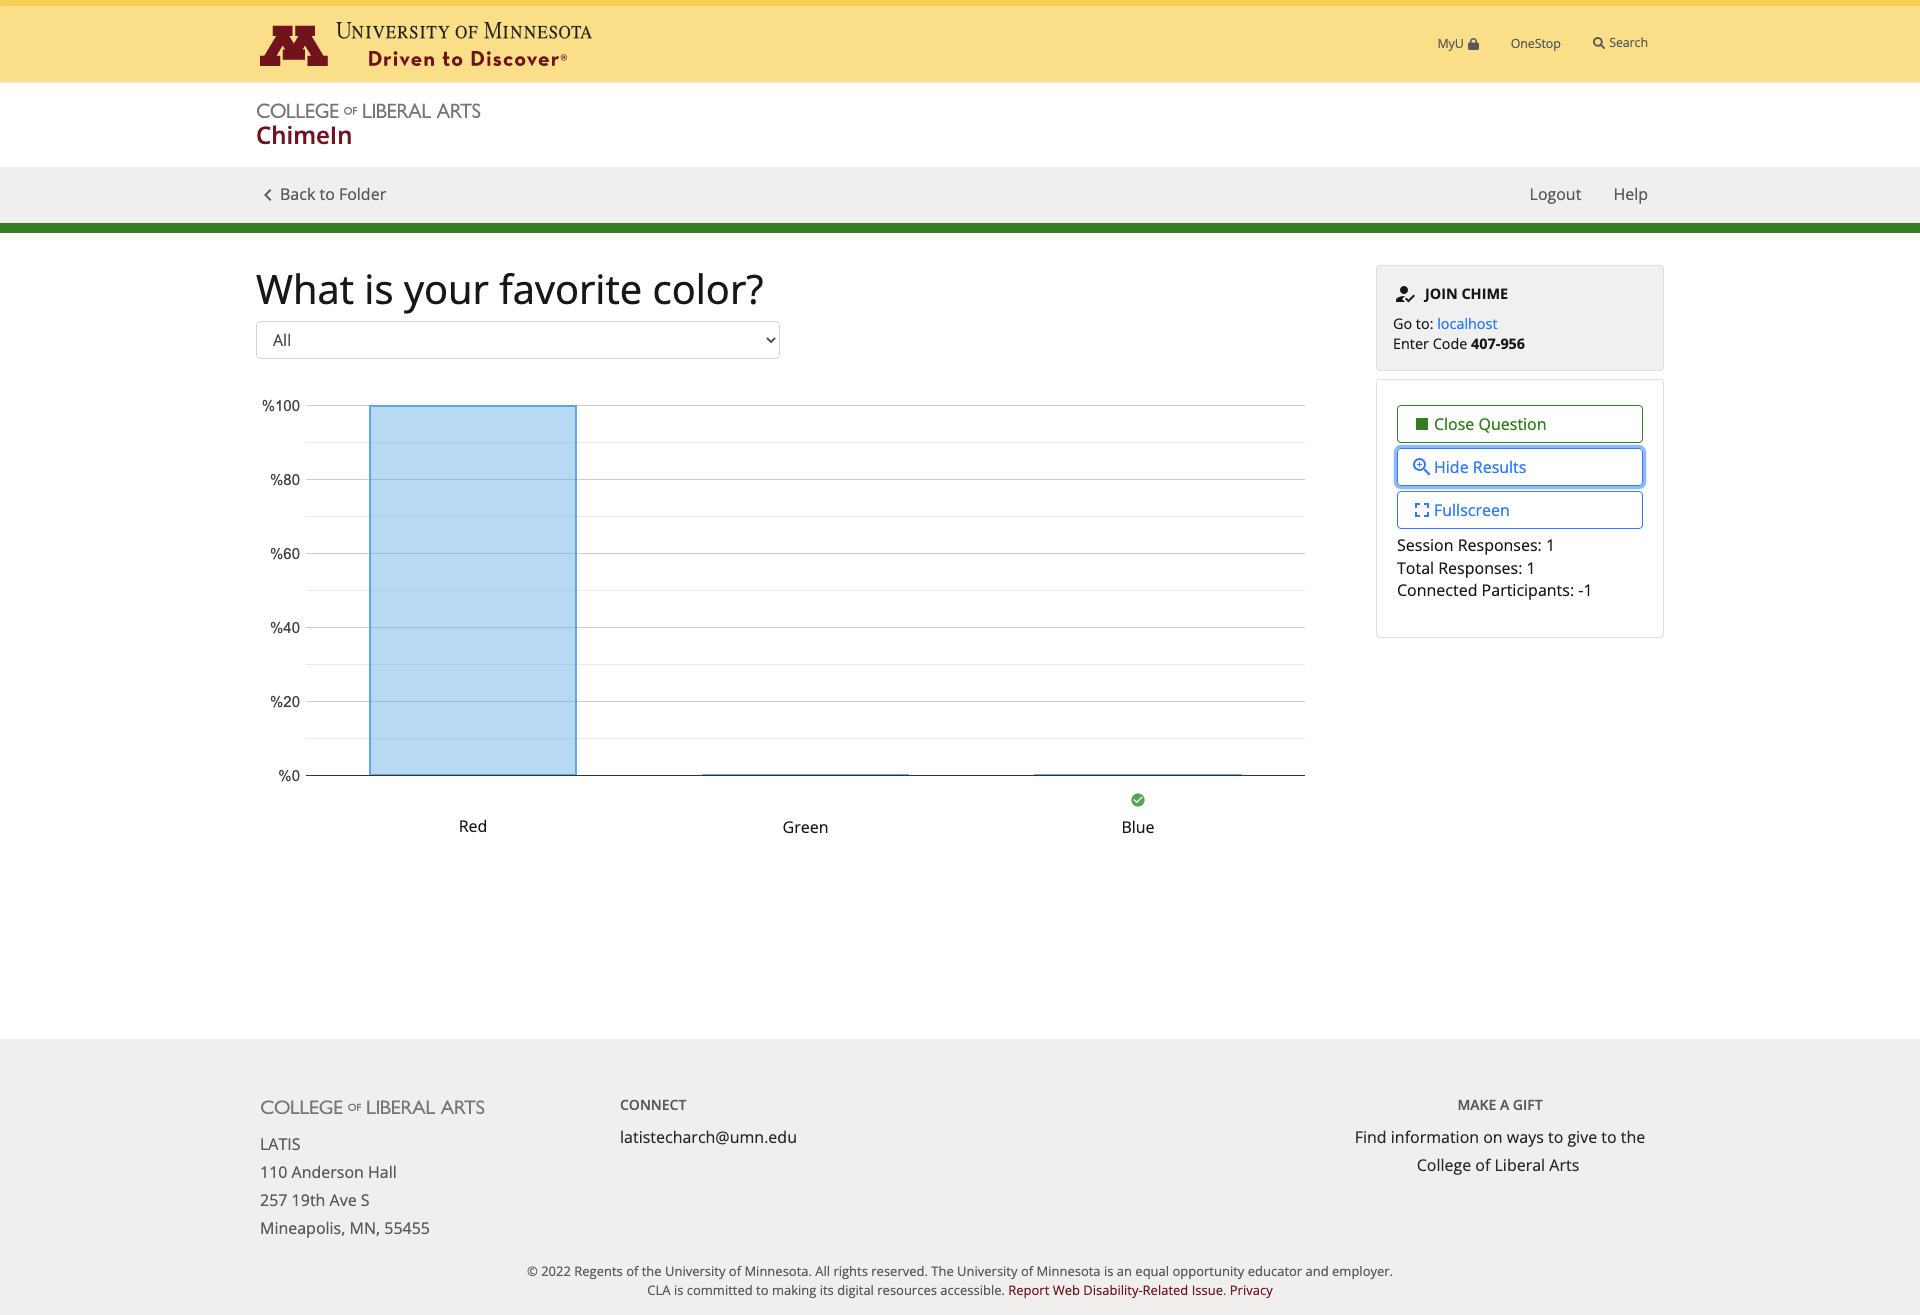 UNIVERSITY OF MINNESOTA
Driven to Discover®
MyU
OneStop
Search
COLLEGE OF LIBERAL ARTS
ChimeIn
Back to Folder
Logout
Help
What is your favorite color?
All
%100
%80
%60
%40
%20
%0
Red
Green
Blue
JOIN CHIME
Go to: localhost
Enter Code 407-956
Close Question
Hide Results
Fullscreen
Session Responses: 1
Total Responses: 1
Connected Participants: -1
COLLEGE OF LIBERAL ARTS
LATIS
110 Anderson Hall
257 19th Ave S
Mineapolis, MN, 55455
CONNECT
latistecharch@umn.edu
MAKE A GIFT
Find information on ways to give to the
College of Liberal Arts
© 2022 Regents of the University of Minnesota. All rights reserved. The University of Minnesota is an equal opportunity educator and employer.
CLA is committed to making its digital resources accessible. Report Web Disability-Related Issue. Privacy